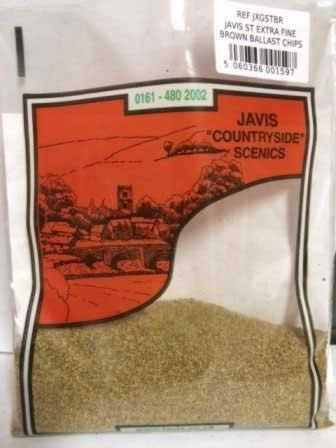 REF JXGSTBR
JAVIS ST EXTRA FINE
BROWN BALLAST CHIPS
5 060366 001597
0161 - 480 2002
JAVIS
"COUNTRYSIDE"
SCENICS